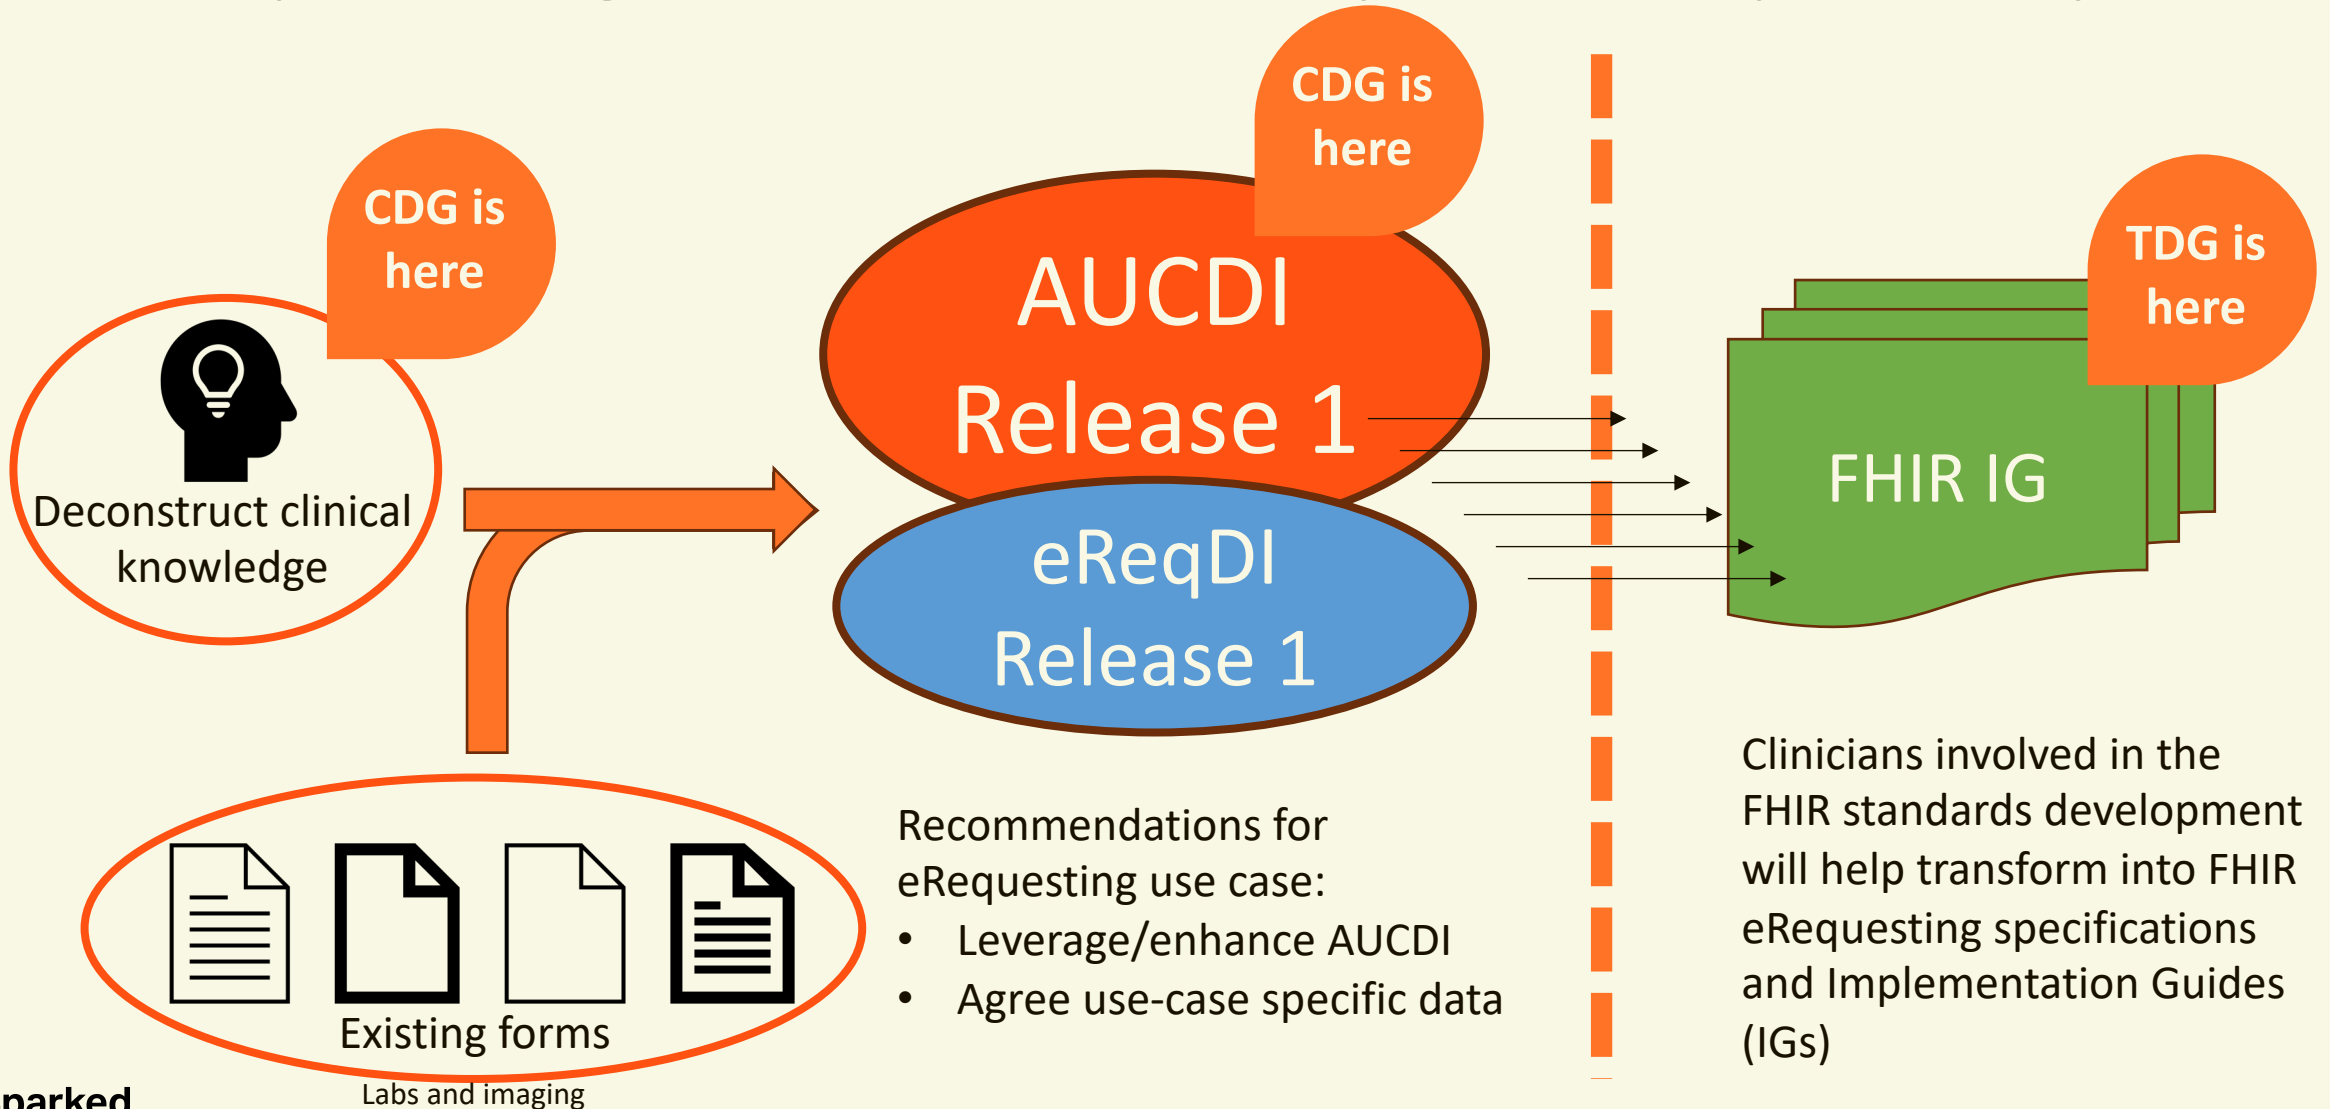 CDG is
here
CDG is
here
TDG is
here
Deconstruct clinical
knowledge
AUCDI
Release 1
eReqDI
Release 1
FHIR IG
Existing forms
Labs and imaging
Recommendations for
eRequesting use case:
• Leverage/enhance AUCDI
• Agree use-case specific data
Clinicians involved in the
FHIR standards development
will help transform into FHIR
eRequesting specifications
and Implementation Guides
(IGs)
parked